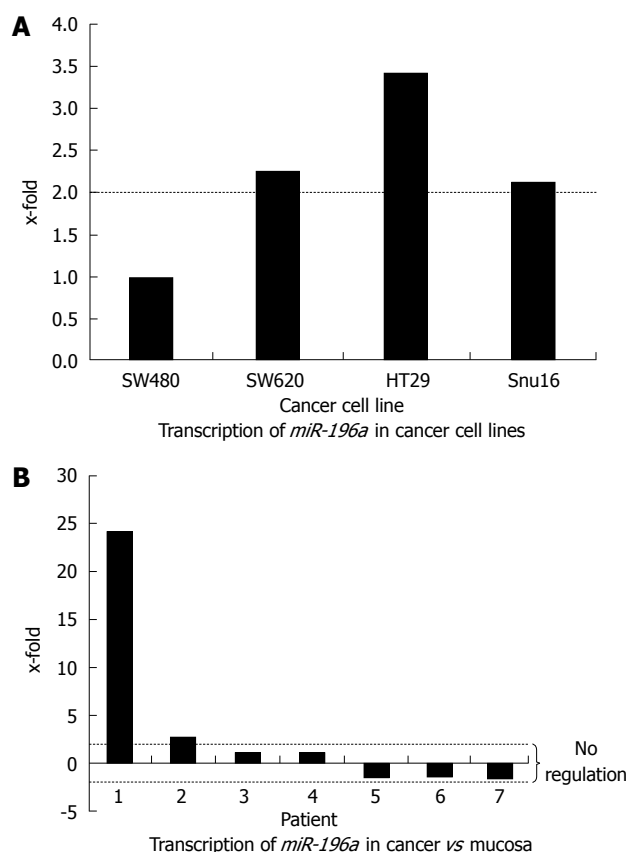 A
4.0
3.5
3.0
2.5
2.0
1.5
1.0
0.5
0.0
x-fold
SW480 SW620 HT29 Snu16
Cancer cell line
Transcription of miR-196a in cancer cell lines
B
30
25
20
15
10
5
0
-5
x-fold
No
regulation
1 2 3 4 5 6 7
Patient
Transcription of miR-196a in cancer vs mucosa